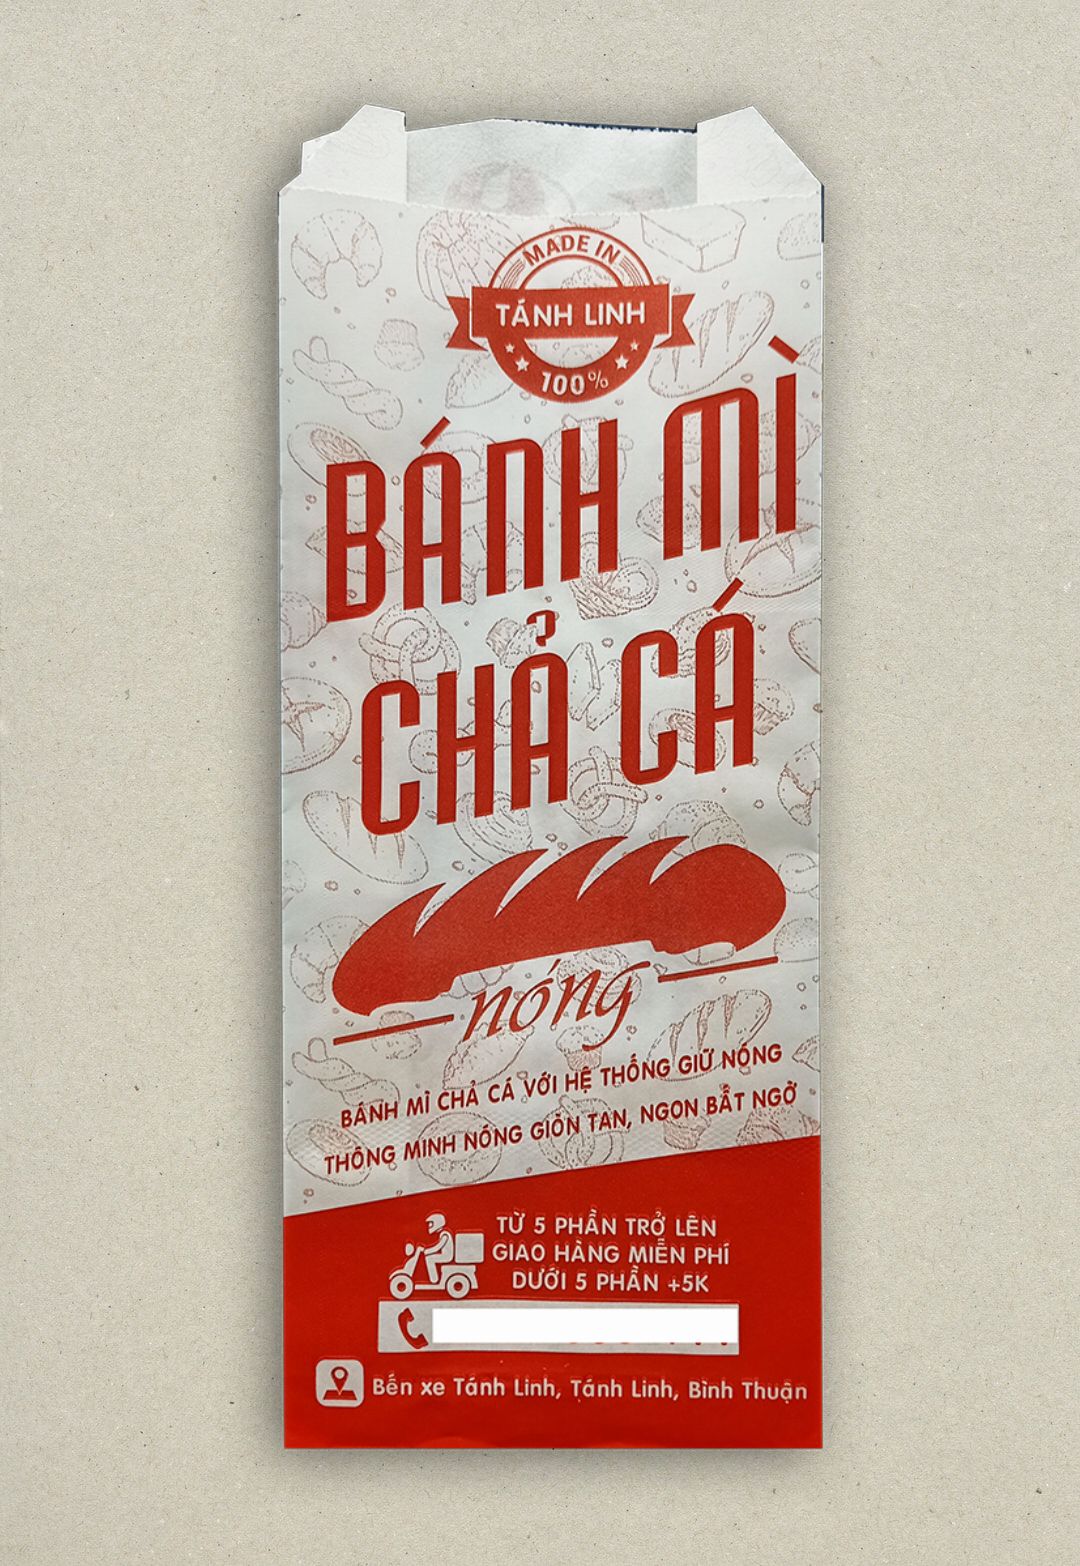 MADE IN
TÁNH LINH
100%
BÁNH MÌ
CHẢ CÁ
nóng
BÁNH MÌ CHẢ CÁ VỚI HỆ THỐNG GIỮ NÓNG
THÔNG MINH NÓNG GIÒN TAN, NGON BẤT NGỜ
TỪ 5 PHẦN TRỞ LÊN
GIAO HÀNG MIỄN PHÍ
DƯỚI 5 PHẦN +5K
Bến xe Tánh Linh, Tánh Linh, Bình Thuận